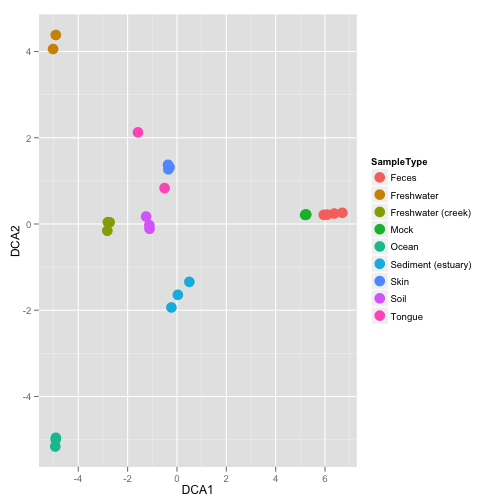 4
2
0
-2
-4
DCA2
-4
-2
0
2
4
6
DCA1
SampleType
Feces
Freshwater
Freshwater (creek)
Mock
Ocean
Sediment (estuary)
Skin
Soil
Tongue